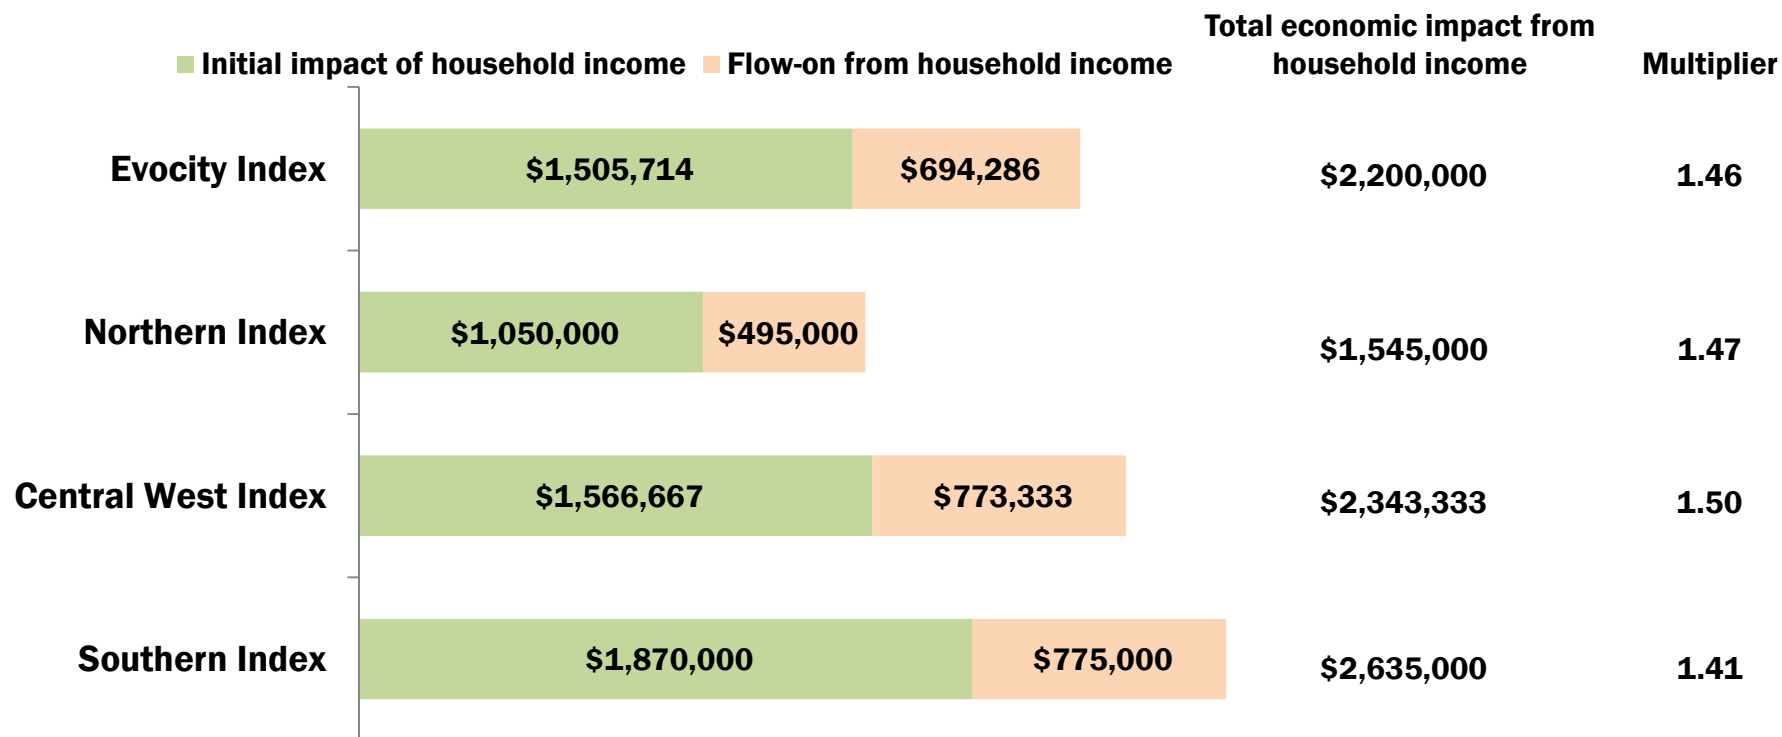 Total economic impact from
household income
Multiplier
Initial impact of household income
Flow-on from household income
Evocity Index
$1,505,714
$694,286
$2,200,000
1.46
Northern Index
$1,050,000
$495,000
$1,545,000
1.47
Central West Index
$1,566,667
$773,333
$2,343,333
1.50
Southern Index
$1,870,000
$775,000
$2,635,000
1.41